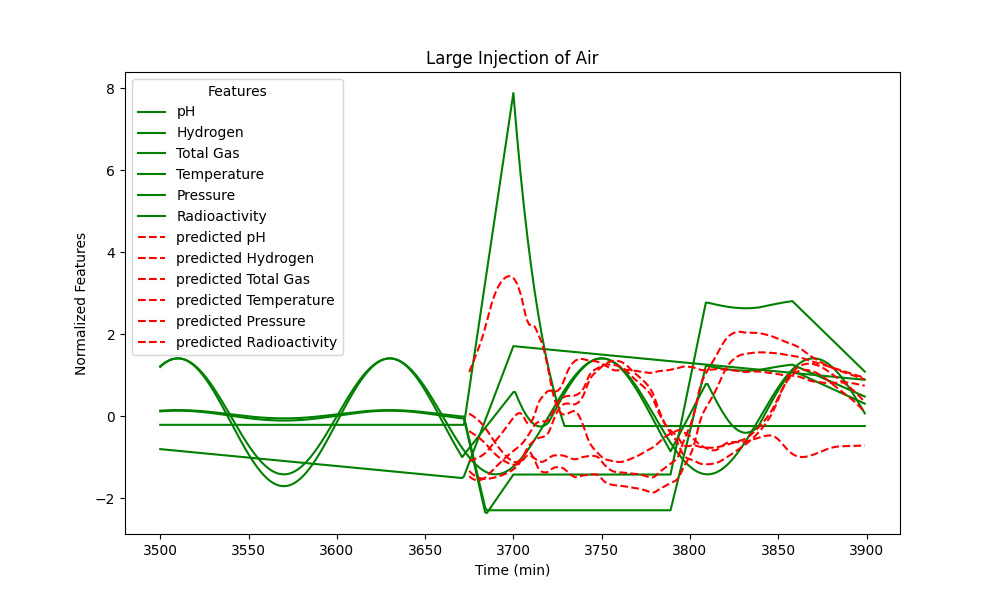 Large Injection of Air
Normalized Features
8
6
4
2
0
−2
Features
pH
Hydrogen
Total Gas
Temperature
Pressure
Radioactivity
predicted pH
predicted Hydrogen
predicted Total Gas
predicted Temperature
predicted Pressure
predicted Radioactivity
3500 3550 3600 3650 3700 3750 3800 3850 3900
Time (min)